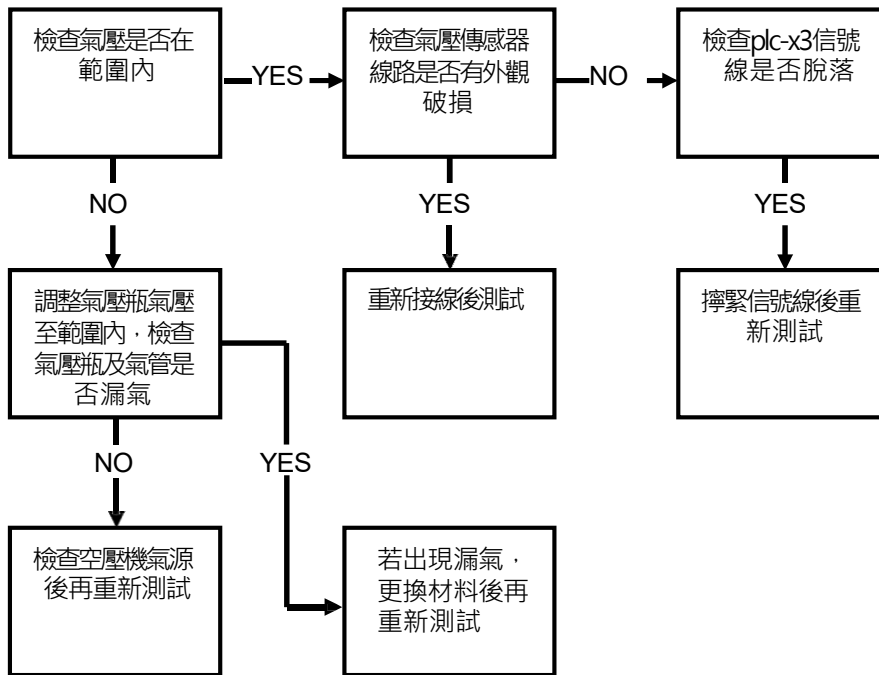 檢查氣壓是否在
範圍內
YES
檢查氣壓傳感器
線路是否有外觀
破損
NO
檢查plc-x3信號
線是否脫落
NO
YES
YES
調整氣壓瓶氣壓
至範圍內，檢查
氣壓瓶及氣管是
否漏氣
重新接線後測試
擰緊信號線後重
新測試
NO
YES
檢查空壓機氣源
後再重新測試
若出現漏氣，
更換材料後再
重新測試